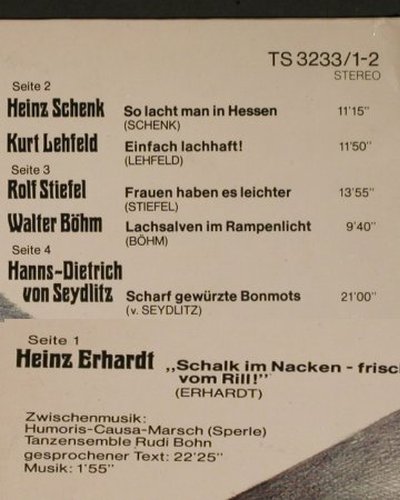 TS 3233/1-2
STEREO
Seite 2
Heinz Schenk So lacht man in Hessen 11'15"
(SCHENK)
Kurt Lehfeld Einfach lachhaft! 11'50"
(LEHFELD)
Seite 3
Rolf Stiefel Frauen haben es leichter 13'55"
(STIEFEL)
Walter Böhm Lachsalven im Rampenlicht 9'40"
(BÖHM)
Seite 4
Hanns-Dietrich
von Seydlitz Scharf gewürzte Bonmots 21'00"
(v. SEYDLITZ)
Seite 1
Heinz Erhardt „Schalk im Nacken - frisc
vom Rill!"
(ERHARDT)
Zwischenmusik:
Humoris-Causa-Marsch (Sperle)
Tanzensemble Rudi Bohn
gesprochener Text: 22'25"
Musik: 1'55"